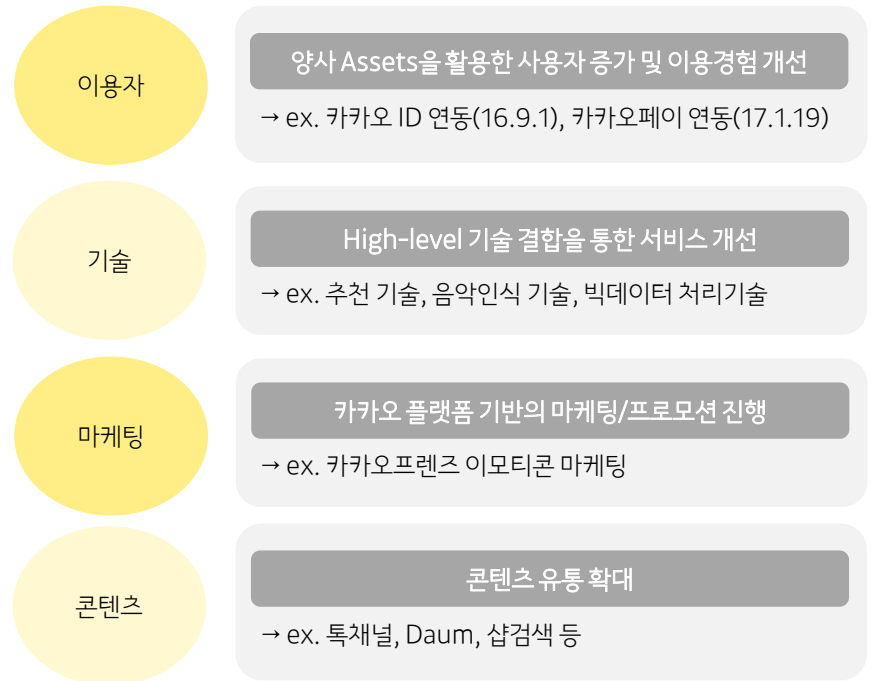 이용자
양사 Assets을 활용한 사용자 증가 및 이용경험 개선
→ ex. 카카오 ID 연동(16.9.1), 카카오페이 연동(17.1.19)
기술
High-level 기술 결합을 통한 서비스 개선
→ ex. 추천 기술, 음악인식 기술, 빅데이터 처리기술
마케팅
카카오 플랫폼 기반의 마케팅/프로모션 진행
→ ex. 카카오프렌즈 이모티콘 마케팅
콘텐츠
콘텐츠 유통 확대
→ ex. 톡채널, Daum, 샵검색 등